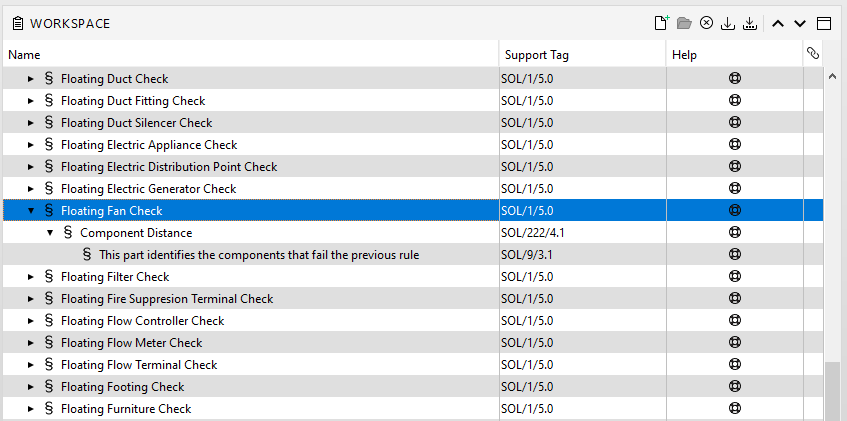 WORKSPACE
Name Support Tag Help
§ Floating Duct Check SOL/1/5.0
§ Floating Duct Fitting Check SOL/1/5.0
§ Floating Duct Silencer Check SOL/1/5.0
§ Floating Electric Appliance Check SOL/1/5.0
§ Floating Electric Distribution Point Check SOL/1/5.0
§ Floating Electric Generator Check SOL/1/5.0
§ Floating Fan Check SOL/1/5.0
§ Component Distance SOL/222/4.1
§ This part identifies the components that fail the previous rule SOL/9/3.1
§ Floating Filter Check SOL/1/5.0
§ Floating Fire Suppresion Terminal Check SOL/1/5.0
§ Floating Flow Controller Check SOL/1/5.0
§ Floating Flow Meter Check SOL/1/5.0
§ Floating Flow Terminal Check SOL/1/5.0
§ Floating Footing Check SOL/1/5.0
§ Floating Furniture Check SOL/1/5.0